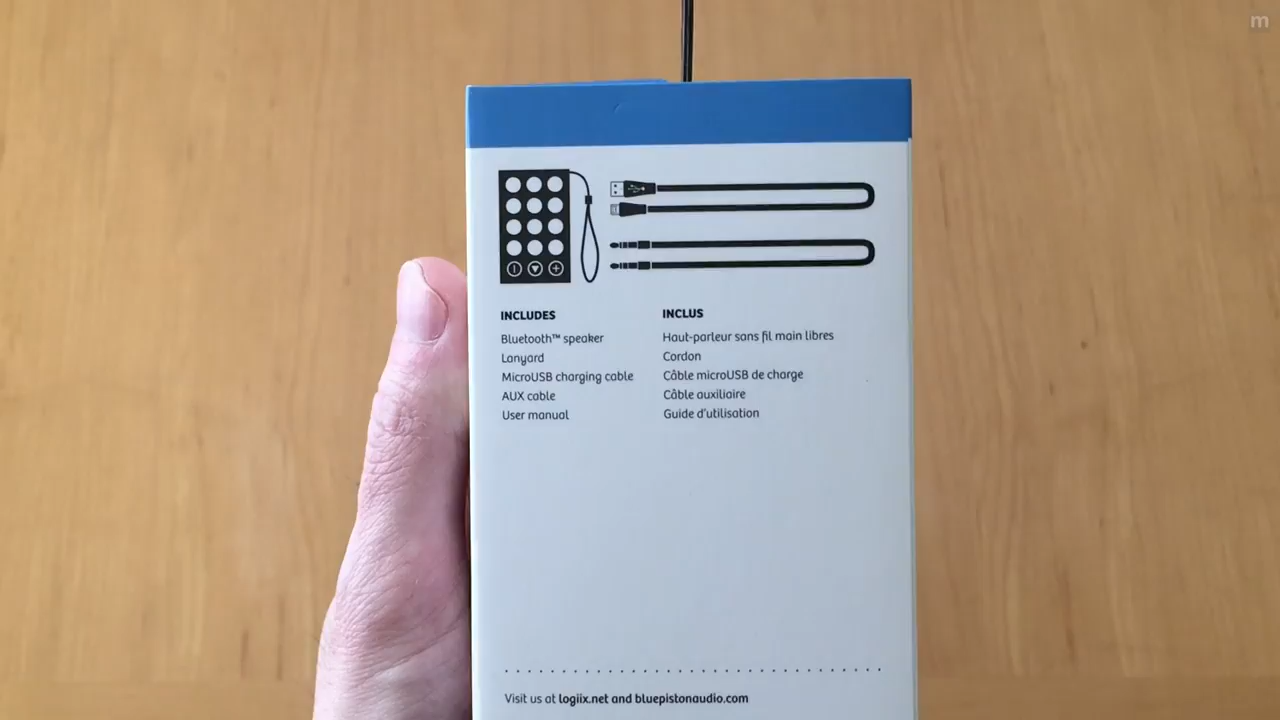 m
INCLUDES
Bluetooth™ speaker
Lanyard
MicroUSB charging cable
AUX cable
User manual
INCLUS
Haut-parleur sans fil main libres
Cordon
Câble microUSB de charge
Câble auxiliaire
Guide d'utilisation
Visit us at logiix.net and bluepistonaudio.com